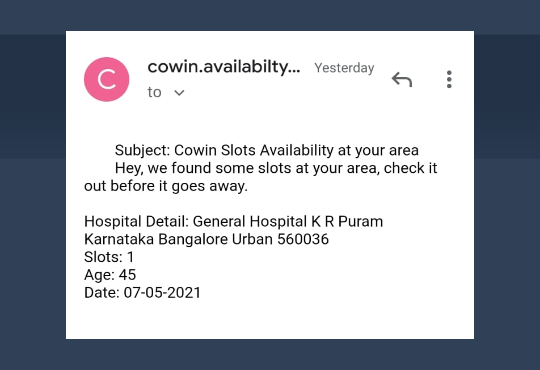 C
cowin.availabilty...
Yesterday
to
Subject: Cowin Slots Availability at your area
Hey, we found some slots at your area, check it
out before it goes away.
Hospital Detail: General Hospital K R Puram
Karnataka Bangalore Urban 560036
Slots: 1
Age: 45
Date: 07-05-2021